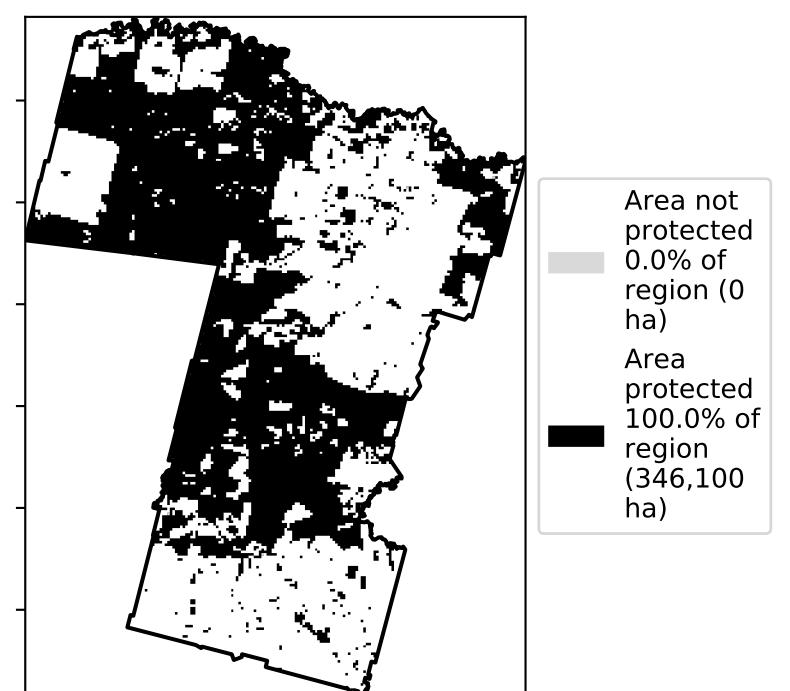 Area not
protected
0.0% of
region (0
ha)
Area
protected
100.0% of
region
(346,100
ha)